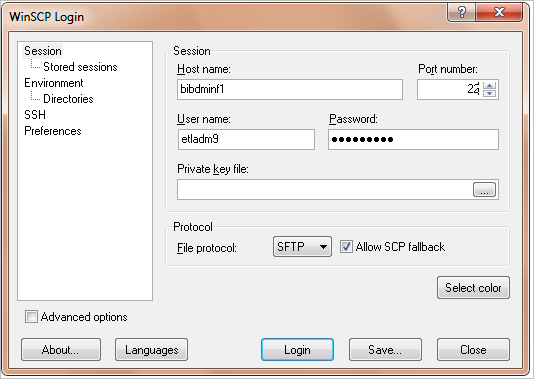 WinSCP Login
Session
Stored sessions
Environment
Directories
SSH
Preferences
Session
Host name:
Port number:
bibdminf1
22
User name:
Password:
etladm9
●●●●●●●●●
Private key file:
...
Protocol
File protocol:
SFTP
Allow SCP fallback
Select color
Advanced options
About...
Languages
Login
Save...
Close